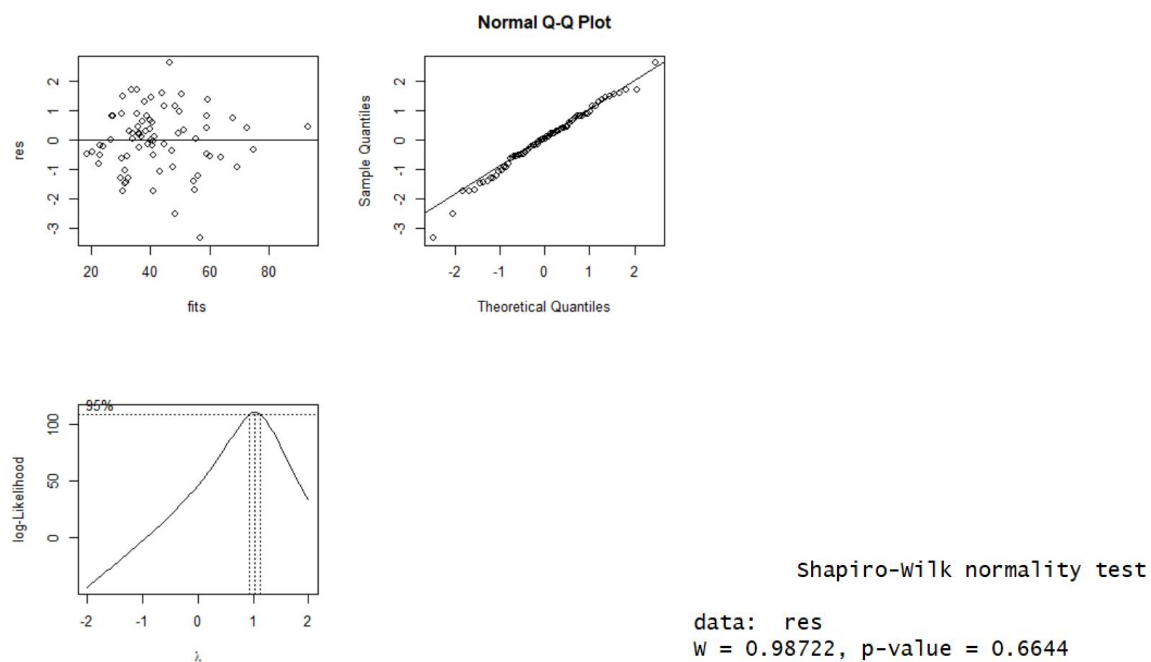 Normal Q-Q Plot
res
2
1
0
-1
-2
-3
20 40 60 80
fits
Sample Quantiles
2
1
0
-1
-2
-3
-2 -1 0 1 2
Theoretical Quantiles
95%
log-Likelihood
100
50
0
-2 -1 0 1 2
λ
Shapiro-Wilk normality test
data: res
W = 0.98722, p-value = 0.6644